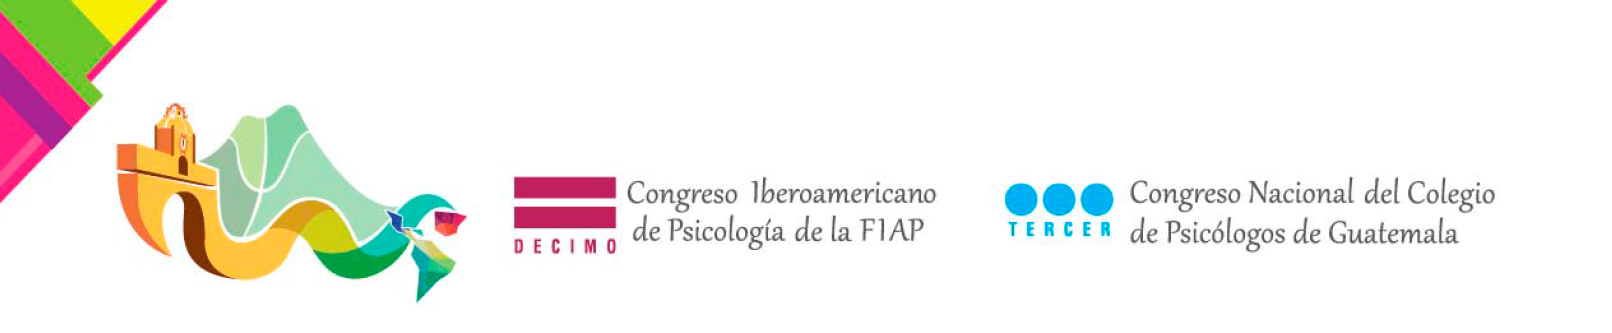 Congreso Iberoamericano
de Psicología de la FIAP
DECIMO
Congreso Nacional del Colegio
de Psicólogos de Guatemala
TERCER